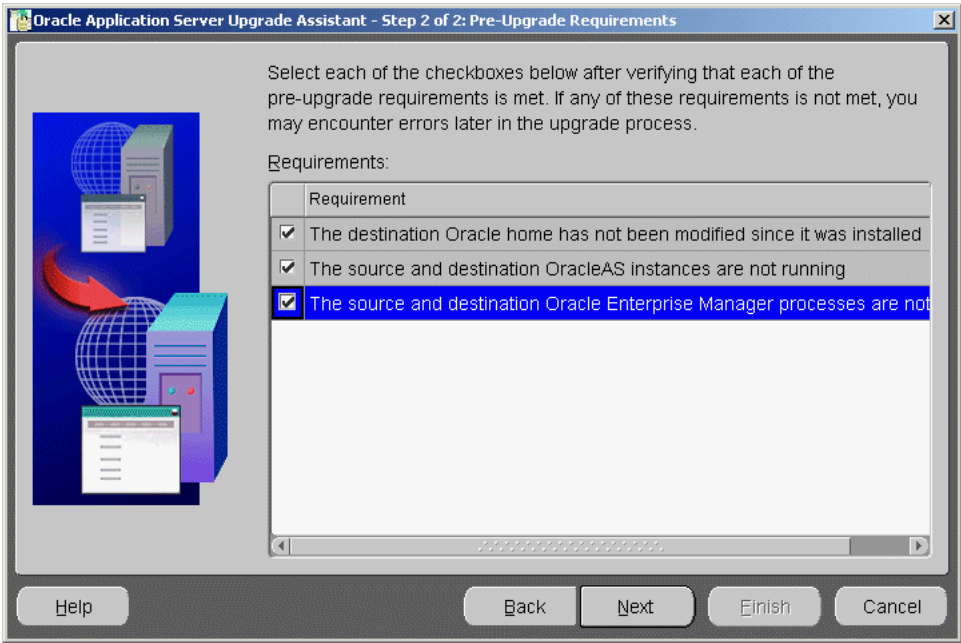 Oracle Application Server Upgrade Assistant - Step 2 of 2: Pre-Upgrade Requirements
Select each of the checkboxes below after verifying that each of the
pre-upgrade requirements is met. If any of these requirements is not met, you
may encounter errors later in the upgrade process.
Requirements:
Requirement
The destination Oracle home has not been modified since it was installed
The source and destination OracleAS instances are not running
The source and destination Oracle Enterprise Manager processes are not
Help
Back
Next
Finish
Cancel